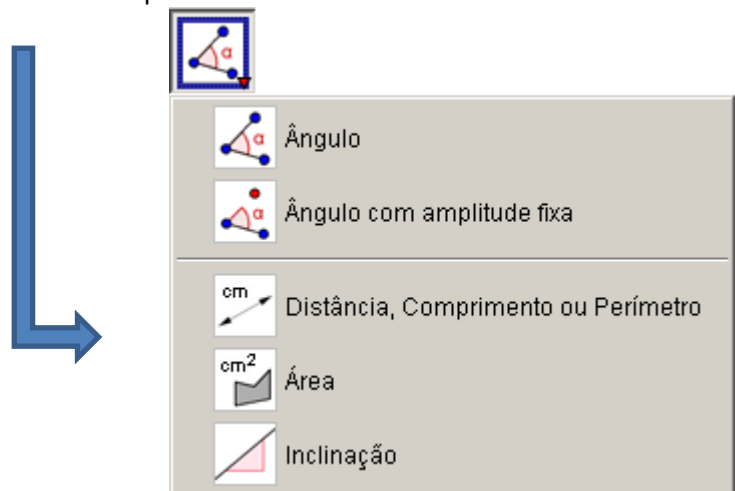 α
α Ângulo
α Ângulo com amplitude fixa
cm Distância, Comprimento ou Perímetro
cm² Área
Inclinação